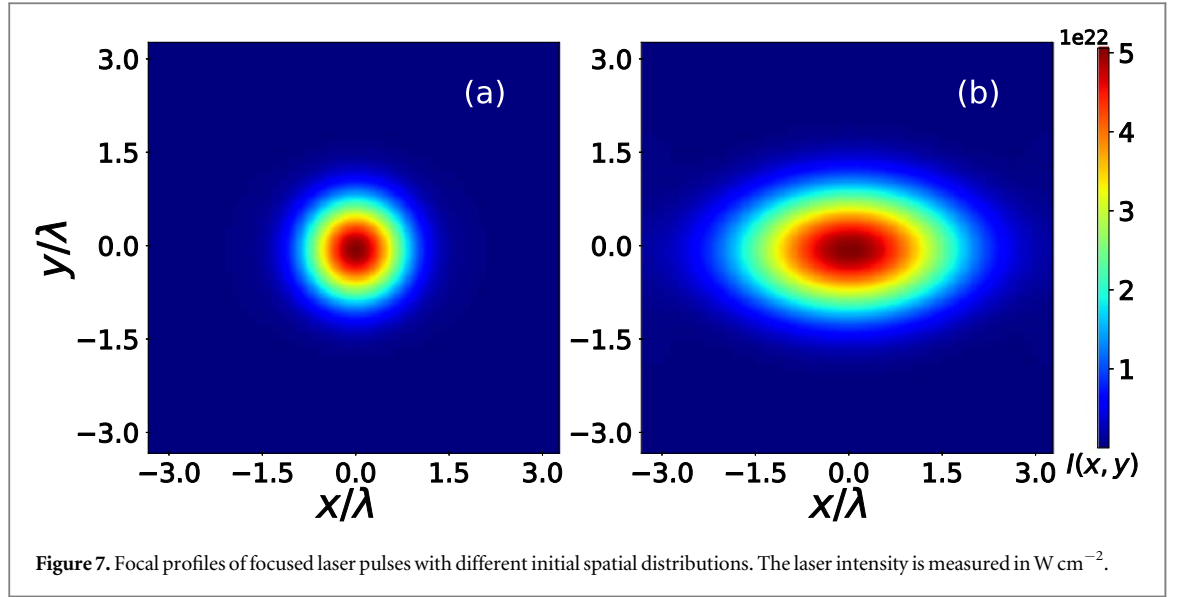 1e22
3.0
1.5
0.0
−1.5
−3.0
y/λ
(a)
−3.0 −1.5 0.0 1.5 3.0
x/λ
3.0
1.5
0.0
−1.5
−3.0
(b)
−3.0 −1.5 0.0 1.5 3.0
x/λ
5
4
3
2
1
I(x, y)
Figure 7. Focal profiles of focused laser pulses with different initial spatial distributions. The laser intensity is measured in W cm⁻².